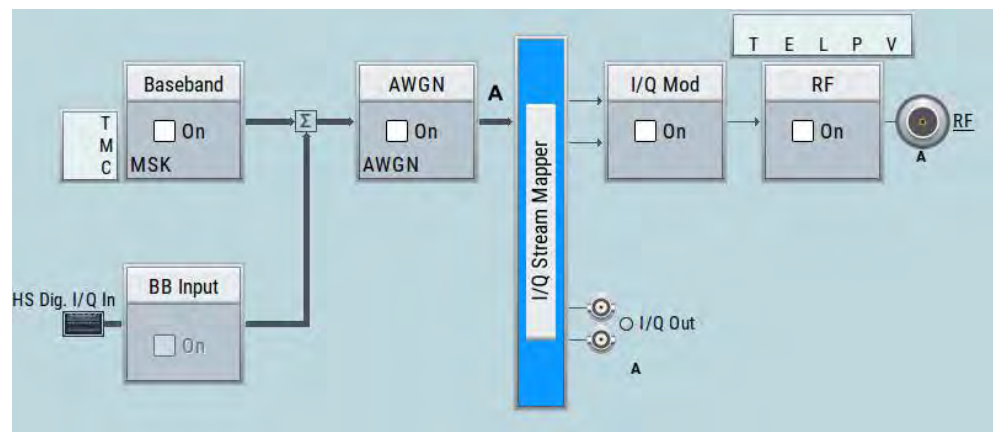 T E L P V
Baseband
On
T
M
C
MSK
Σ
AWGN
On
AWGN
A
I/Q Stream Mapper
I/Q Mod
On
RF
On
RF
A
HS Dig. I/Q In
BB Input
On
I/Q Out
A